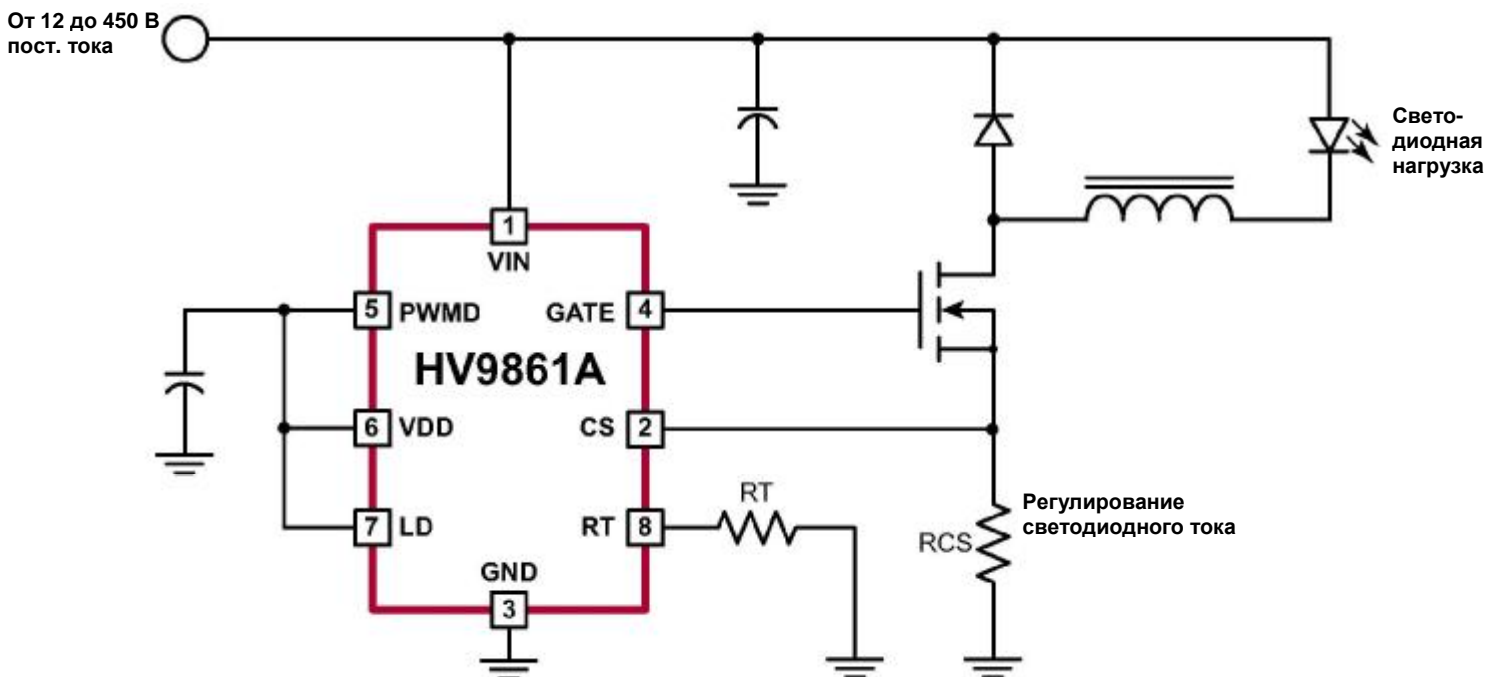 От 12 до 450 В
пост. тока
Свето-
диодная
нагрузка
1
VIN
5
PWMD
GATE
4
HV9861A
6
VDD
CS
2
RT
7
LD
RT
8
Регулирование
светодиодного тока
RCS
GND
3